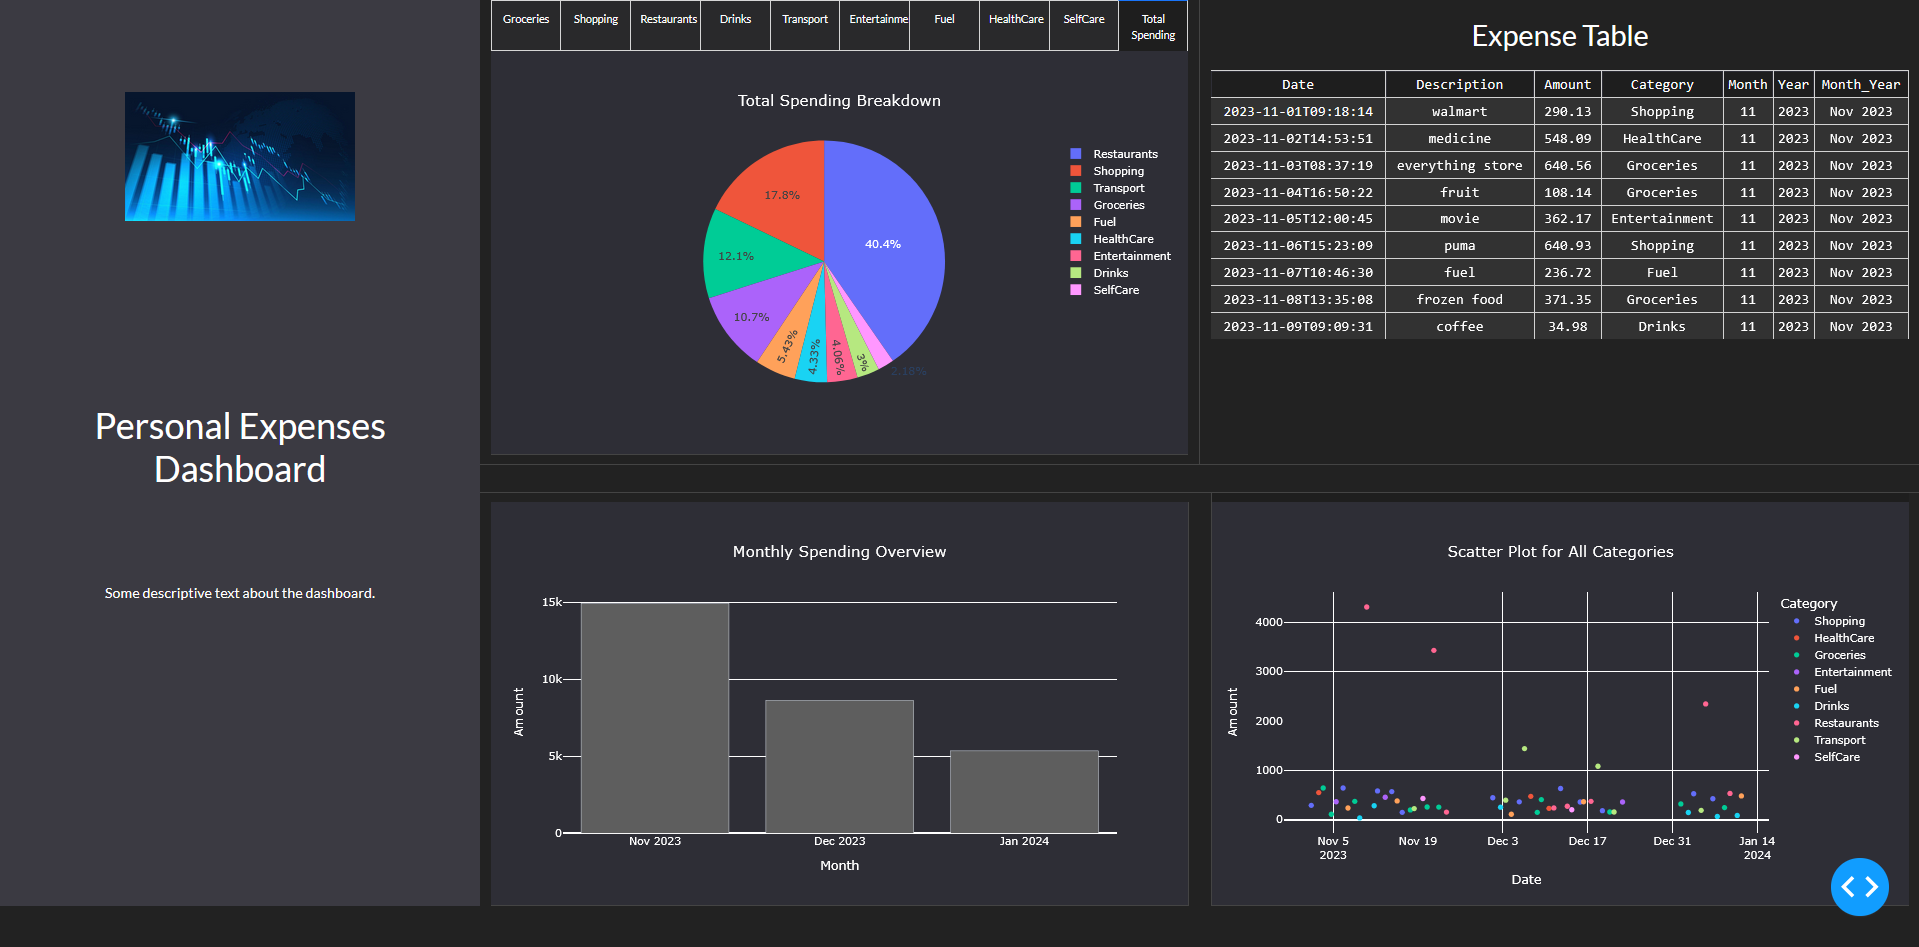 Personal Expenses
Dashboard
Some descriptive text about the dashboard.
Groceries
Shopping
Restaurants
Drinks
Transport
Entertainme
Fuel
HealthCare
SelfCare
Total
Spending
Total Spending Breakdown
40.4%
17.8%
12.1%
10.7%
5.43%
4.33%
4.06%
3%
2.18%
Restaurants
Shopping
Transport
Groceries
Fuel
HealthCare
Entertainment
Drinks
SelfCare
Expense Table
Date Description Amount Category Month Year Month_Year
2023-11-01T09:18:14 walmart 290.13 Shopping 11 2023 Nov 2023
2023-11-02T14:53:51 medicine 548.09 HealthCare 11 2023 Nov 2023
2023-11-03T08:37:19 everything store 640.56 Groceries 11 2023 Nov 2023
2023-11-04T16:50:22 fruit 108.14 Groceries 11 2023 Nov 2023
2023-11-05T12:00:45 movie 362.17 Entertainment 11 2023 Nov 2023
2023-11-06T15:23:09 puma 640.93 Shopping 11 2023 Nov 2023
2023-11-07T10:46:30 fuel 236.72 Fuel 11 2023 Nov 2023
2023-11-08T13:35:08 frozen food 371.35 Groceries 11 2023 Nov 2023
2023-11-09T09:09:31 coffee 34.98 Drinks 11 2023 Nov 2023
Monthly Spending Overview
Amount
15k
10k
5k
0
Nov 2023 Dec 2023 Jan 2024
Month
Scatter Plot for All Categories
Amount
4000
3000
2000
1000
0
Nov 5 Nov 19 Dec 3 Dec 17 Dec 31 Jan 14
2023 2024
Date
Category
Shopping
HealthCare
Groceries
Entertainment
Fuel
Drinks
Restaurants
Transport
SelfCare